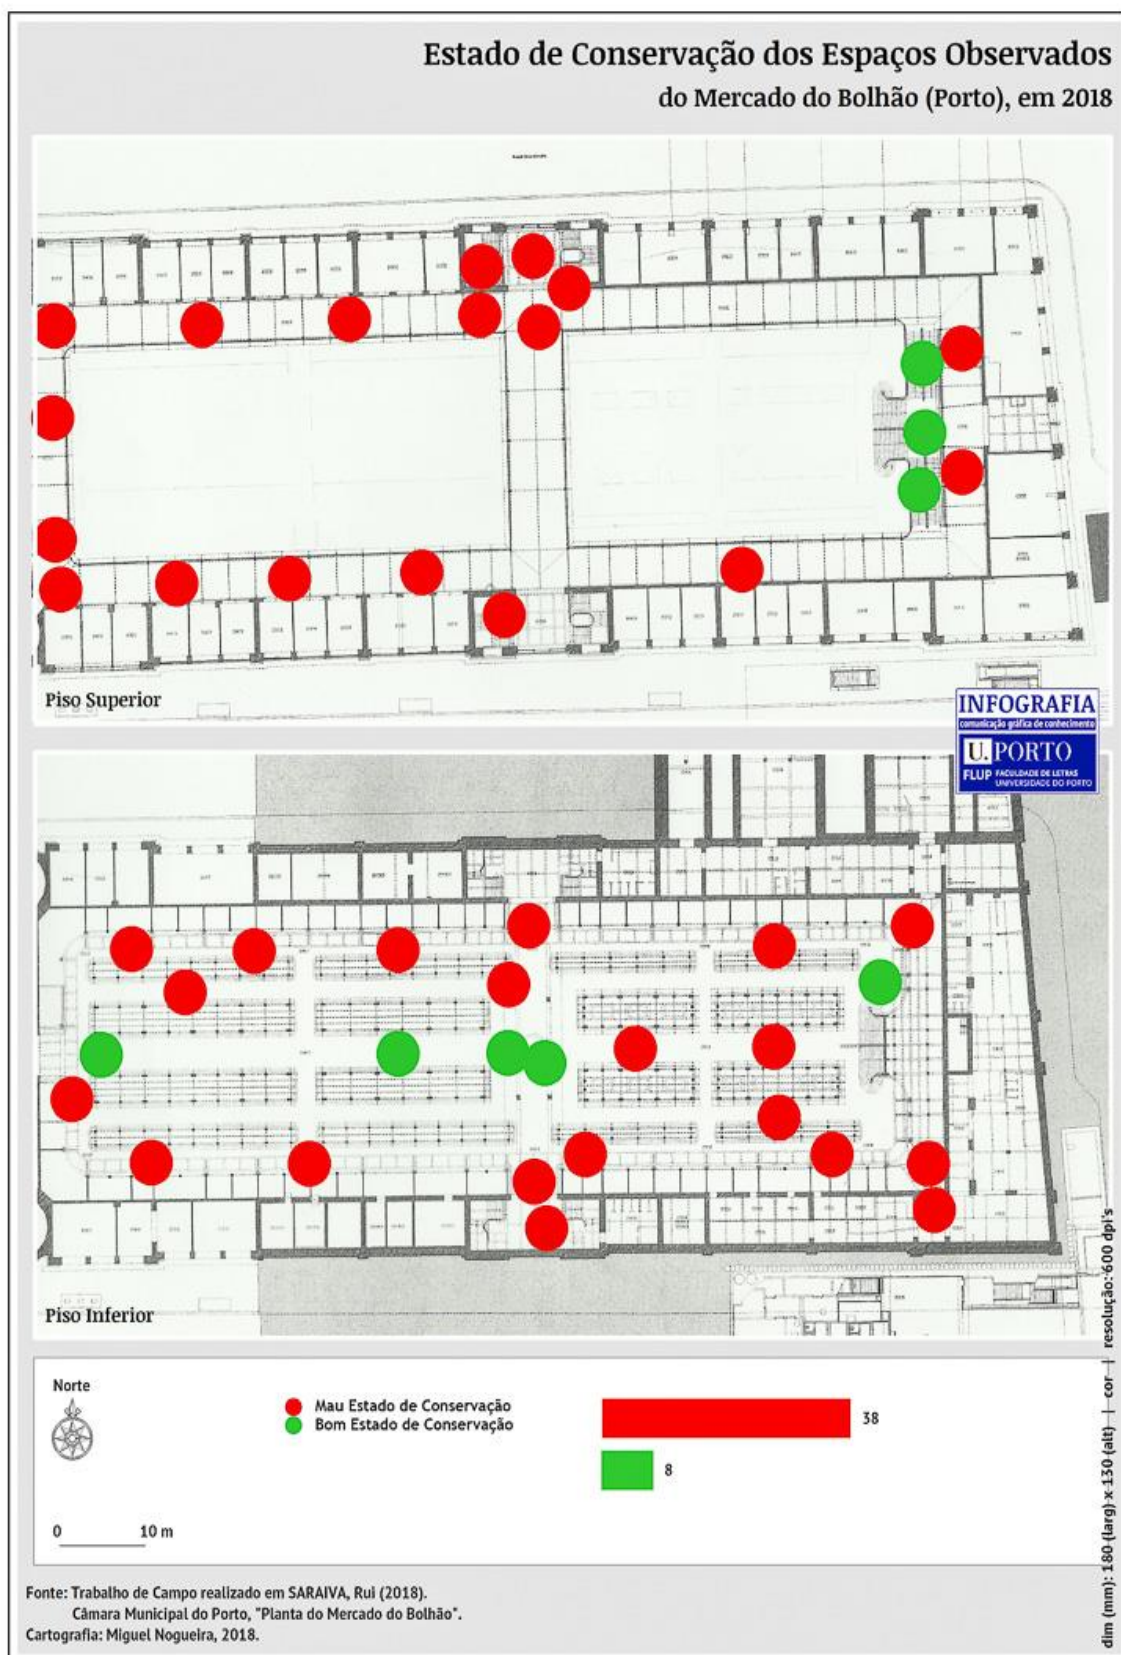 Estado de Conservação dos Espaços Observados
do Mercado do Bolhão (Porto), em 2018
Piso Superior
INFOGRAFIA
comunicação gráfica de conhecimento
U. PORTO
FLUP FACULDADE DE LETRAS
UNIVERSIDADE DO PORTO
Piso Inferior
Norte
Mau Estado de Conservação
Bom Estado de Conservação
38
8
0 10 m
Fonte: Trabalho de Campo realizado em SARAIVA, Rui (2018).
Câmara Municipal do Porto, "Planta do Mercado do Bolhão".
Cartografia: Miguel Nogueira, 2018.
dim (mm): 180 (larg) x 130 (alt) | cor | resolução: 600 dpi's